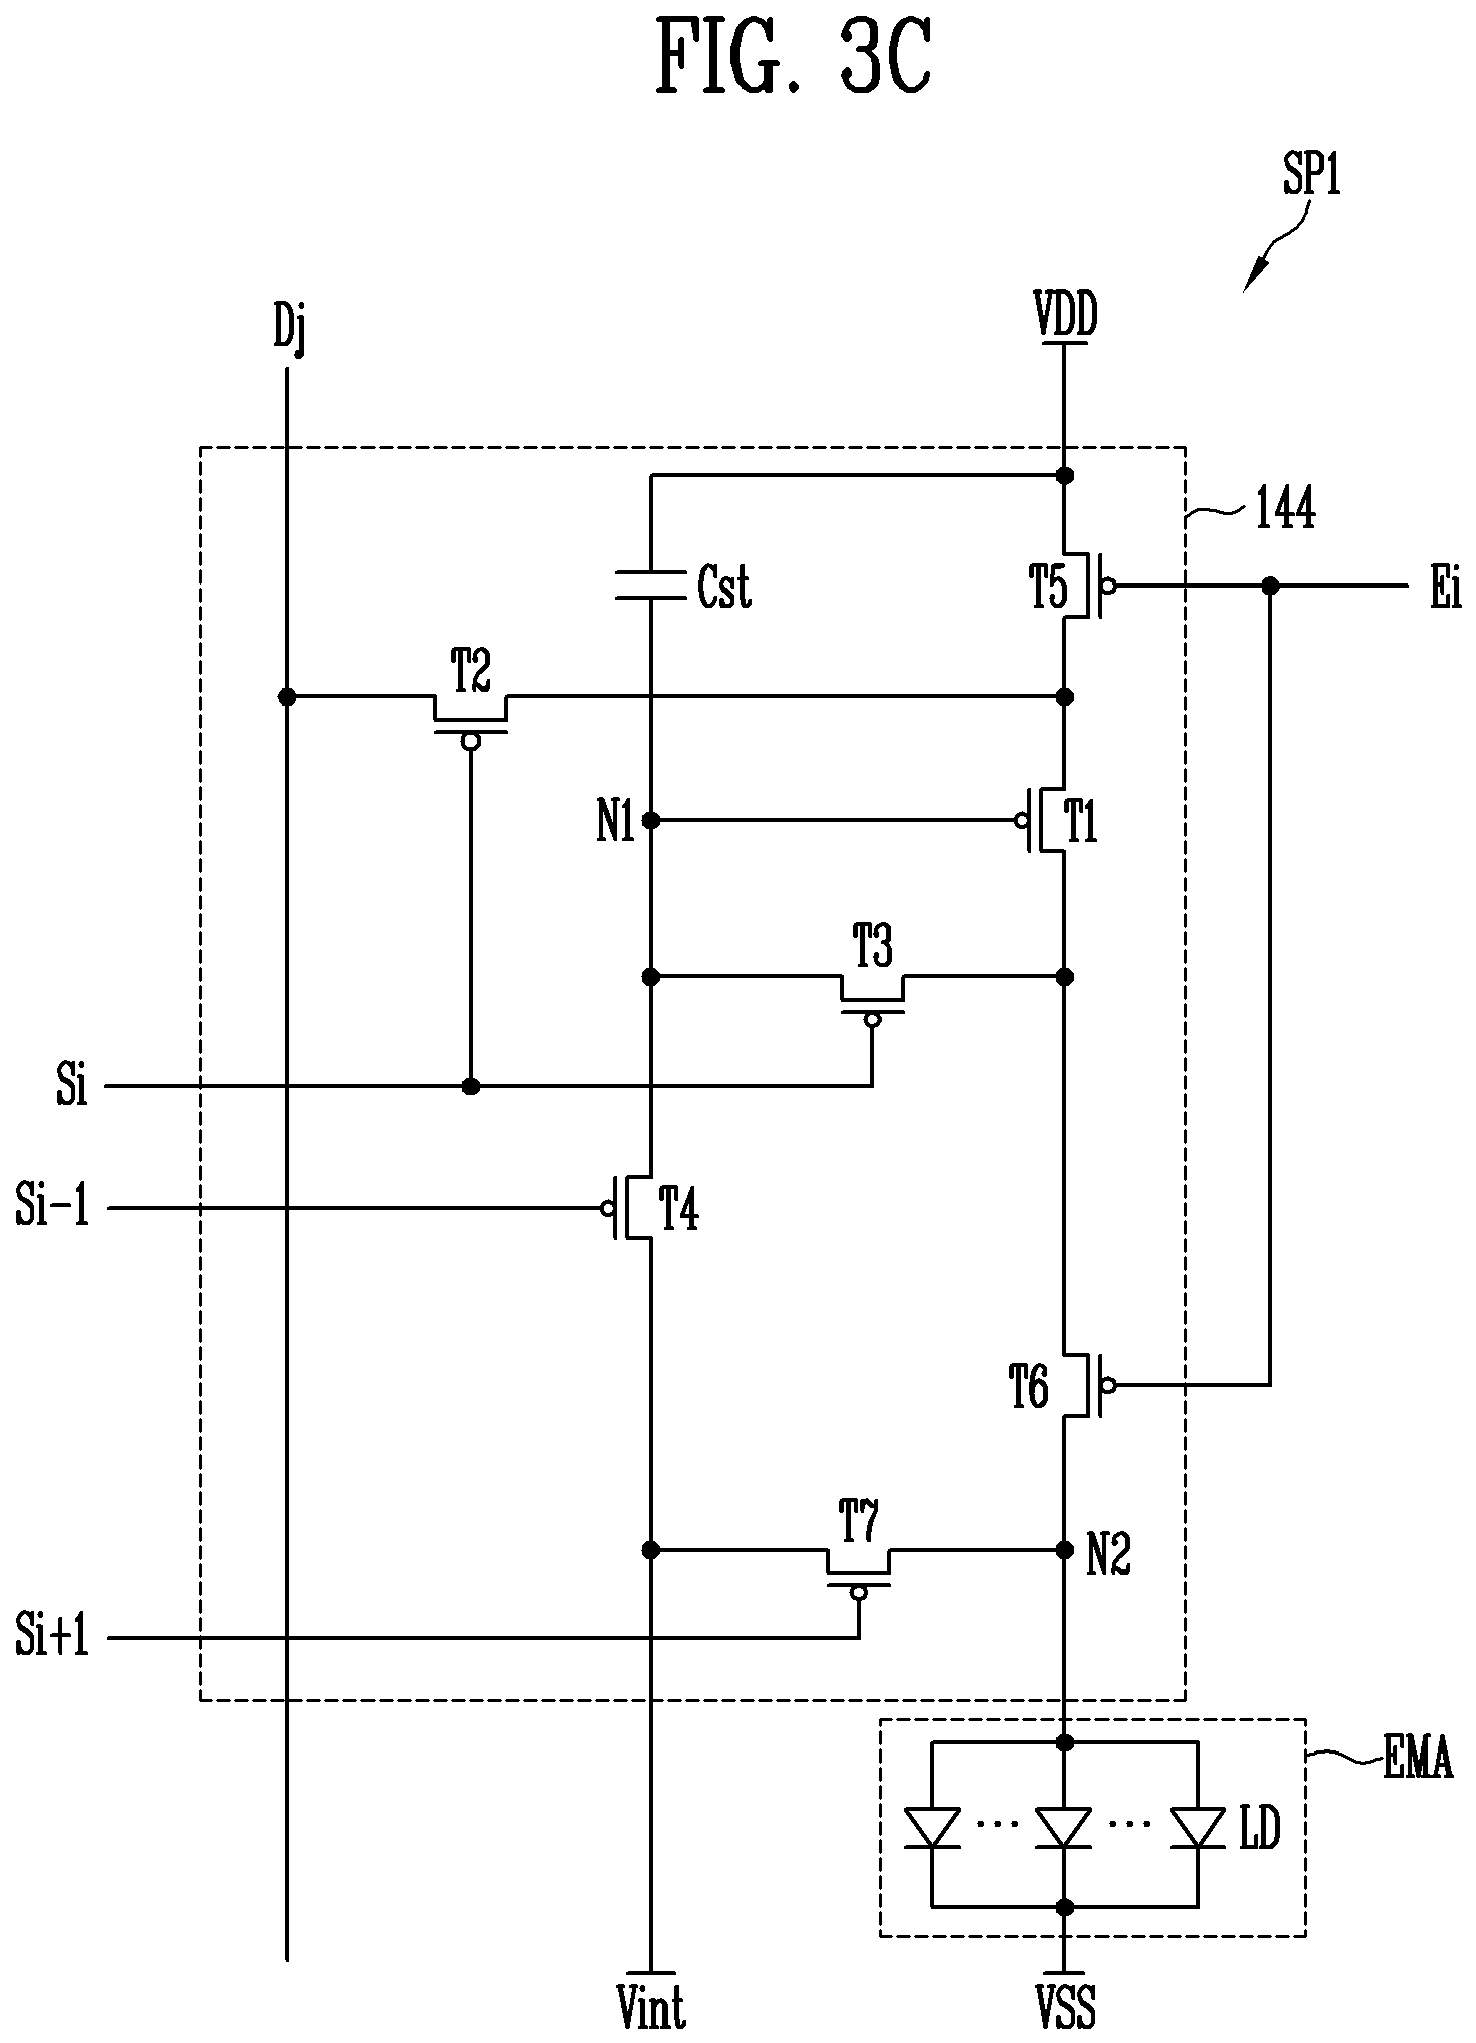 FIG. 3C
SP1
Dj
VDD
144
Cst
T5
Ei
T2
N1
T1
T3
Si
Si-1
T4
T6
T7
N2
Si+1
EMA
LD
Vint
VSS